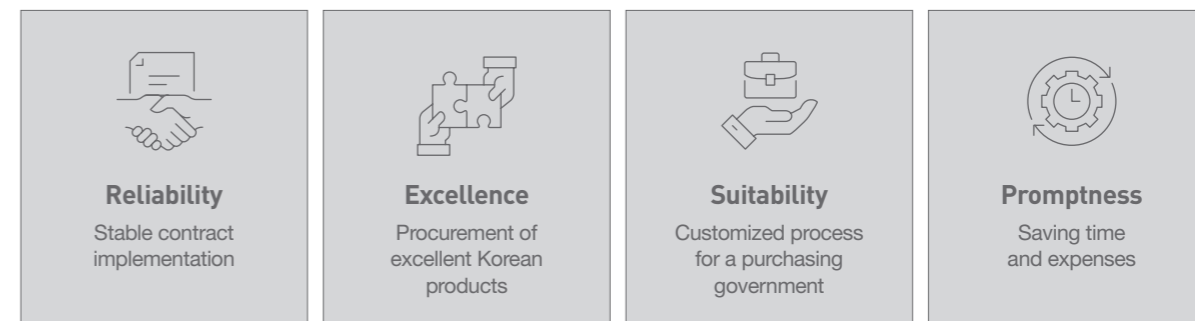 Reliability
Stable contract
implementation
Excellence
Procurement of
excellent Korean
products
Suitability
Customized process
for a purchasing
government
Promptness
Saving time
and expenses